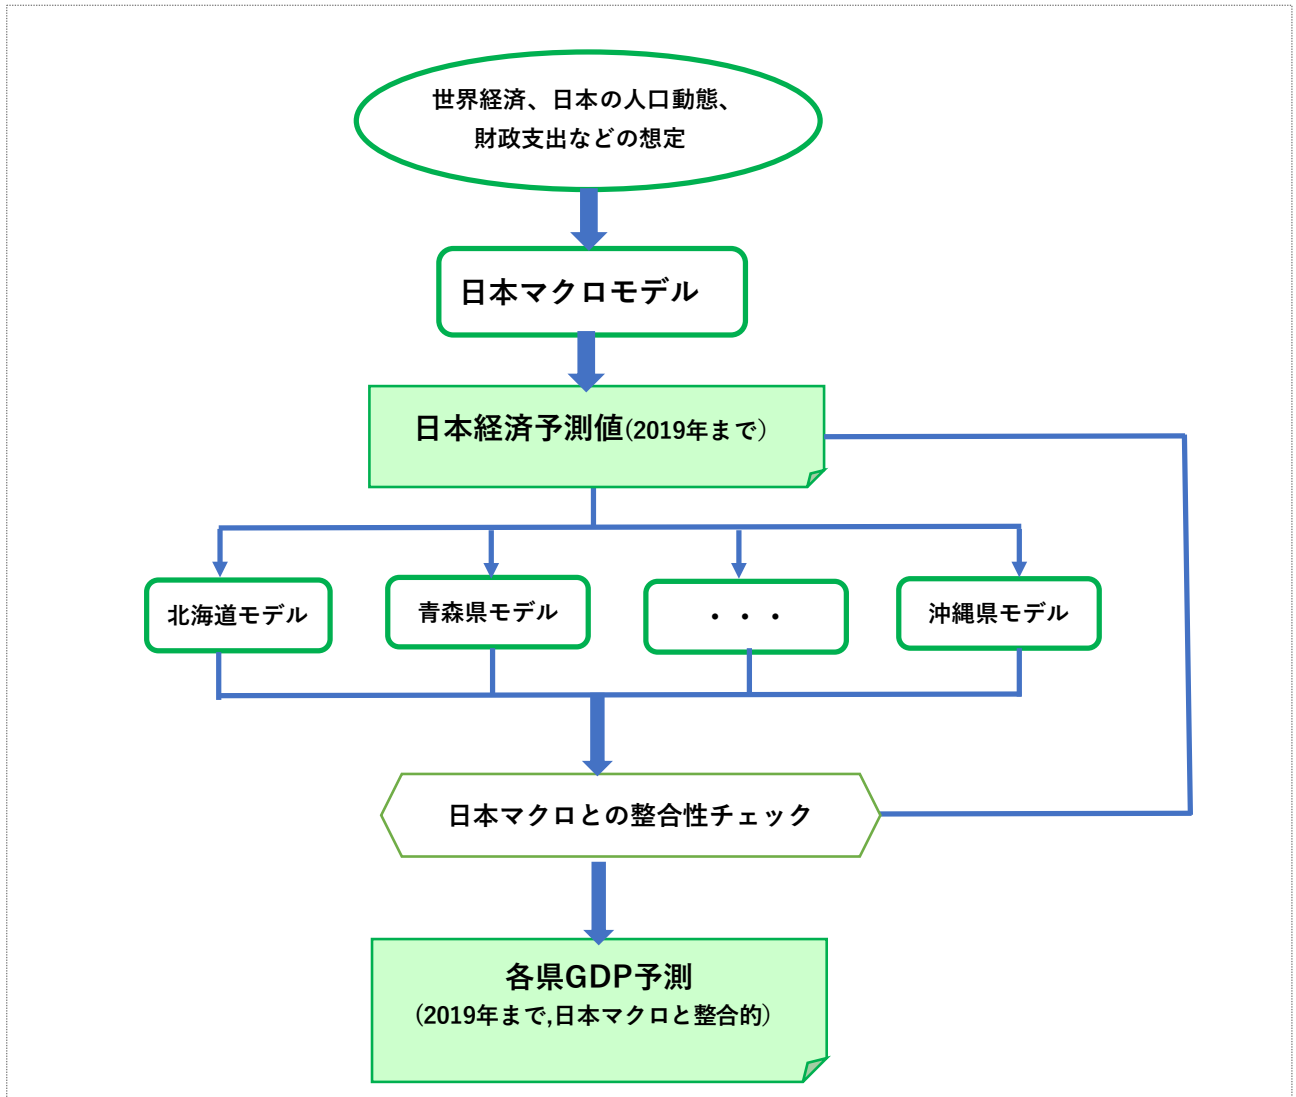 世界経済、日本の人口動態、
財政支出などの想定
日本マクロモデル
日本経済予測値(2019年まで)
北海道モデル
青森県モデル
・・・
沖縄県モデル
日本マクロとの整合性チェック
各県GDP予測
(2019年まで,日本マクロと整合的)